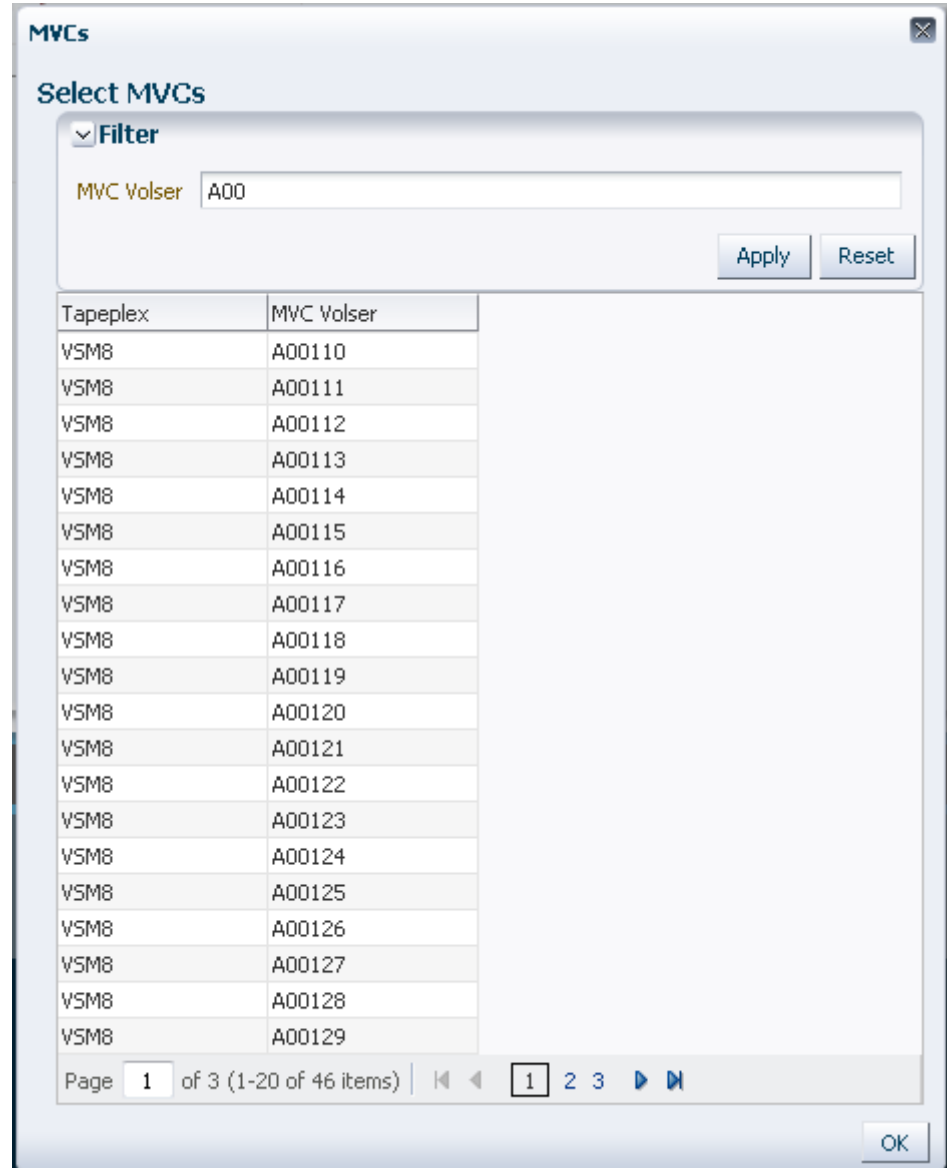 MVCs
Select MVCs
Filter
MVC Volser A00
Apply Reset
Tapeplex MVC Volser
VSM8 A00110
VSM8 A00111
VSM8 A00112
VSM8 A00113
VSM8 A00114
VSM8 A00115
VSM8 A00116
VSM8 A00117
VSM8 A00118
VSM8 A00119
VSM8 A00120
VSM8 A00121
VSM8 A00122
VSM8 A00123
VSM8 A00124
VSM8 A00125
VSM8 A00126
VSM8 A00127
VSM8 A00128
VSM8 A00129
Page 1 of 3 (1-20 of 46 items) 1 2 3
OK